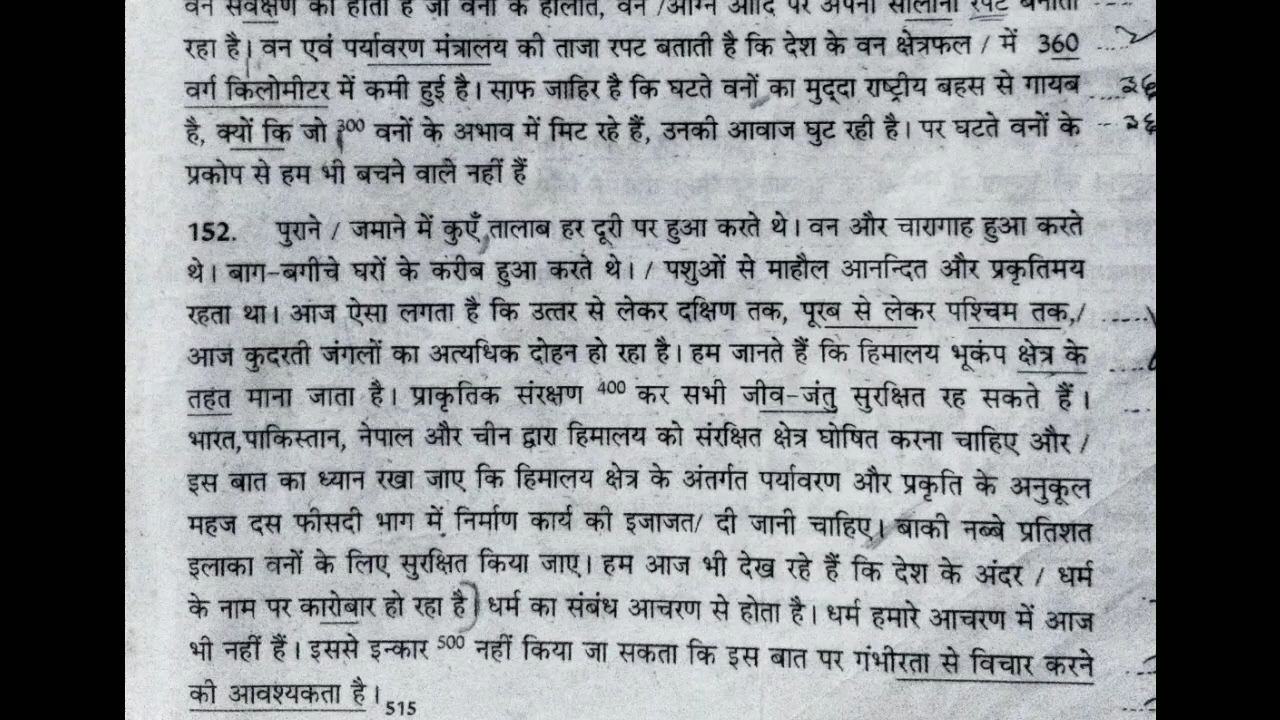 वन सर्वेक्षण का होता है जो वनों के हालात, वन / अग्नि आदि पर अपनी सालाना रपट बनाता
रहा है। वन एवं पर्यावरण मंत्रालय की ताजा रपट बताती है कि देश के वन क्षेत्रफल / में 360
वर्ग किलोमीटर में कमी हुई है। साफ जाहिर है कि घटते वनों का मुद्दा राष्ट्रीय बहस से गायब
है, क्यों कि जो 300 वनों के अभाव में मिट रहे हैं, उनकी आवाज घुट रही है। पर घटते वनों के
प्रकोप से हम भी बचने वाले नहीं हैं
152. पुराने / जमाने में कुएँ, तालाब हर दूरी पर हुआ करते थे। वन और चारागाह हुआ करते
थे। बाग-बगीचे घरों के करीब हुआ करते थे। / पशुओं से माहौल आनन्दित और प्रकृतिमय
रहता था। आज ऐसा लगता है कि उत्तर से लेकर दक्षिण तक, पूरब से लेकर पश्चिम तक,/
आज कुदरती जंगलों का अत्यधिक दोहन हो रहा है। हम जानते हैं कि हिमालय भूकंप क्षेत्र के
तहत माना जाता है। प्राकृतिक संरक्षण 400 कर सभी जीव-जंतु सुरक्षित रह सकते हैं।
भारत,पाकिस्तान, नेपाल और चीन द्वारा हिमालय को संरक्षित क्षेत्र घोषित करना चाहिए और /
इस बात का ध्यान रखा जाए कि हिमालय क्षेत्र के अंतर्गत पर्यावरण और प्रकृति के अनुकूल
महज दस फीसदी भाग में निर्माण कार्य की इजाजत/ दी जानी चाहिए। बाकी नब्बे प्रतिशत
इलाका वनों के लिए सुरक्षित किया जाए। हम आज भी देख रहे हैं कि देश के अंदर / धर्म
के नाम पर कारोबार हो रहा है। धर्म का संबंध आचरण से होता है। धर्म हमारे आचरण में आज
भी नहीं हैं। इससे इन्कार 500 नहीं किया जा सकता कि इस बात पर गंभीरता से विचार करने
की आवश्यकता है। 515